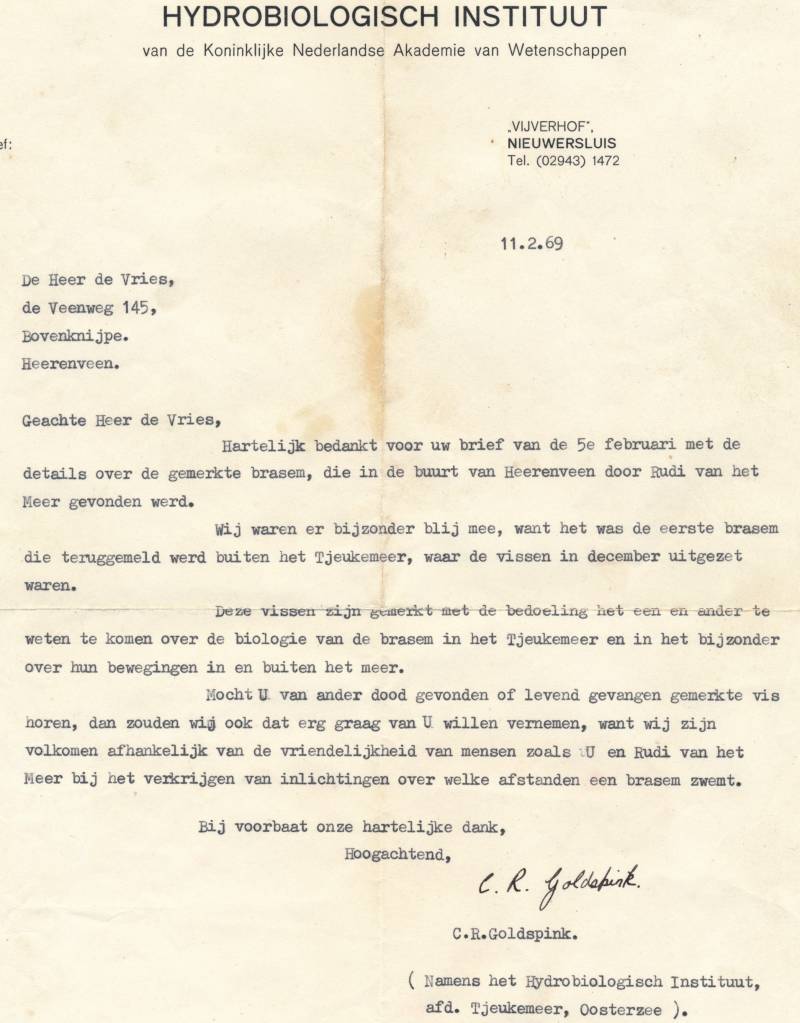 HYDROBIOLOGISCH INSTITUUT
van de Koninklijke Nederlandse Akademie van Wetenschappen
ef:
„VIJVERHOF",
NIEUWERSLUIS
Tel. (02943) 1472
11.2.69
De Heer de Vries,
de Veenweg 145,
Bovenknijpe.
Heerenveen.
Geachte Heer de Vries,
Hartelijk bedankt voor uw brief van de 5e februari met de
details over de gemerkte brasem, die in de buurt van Heerenveen door Rudi van het
Meer gevonden werd.
Wij waren er bijzonder blij mee, want het was de eerste brasem
die teruggemeld werd buiten het Tjeukemeer, waar de vissen in december uitgezet
waren.
Deze vissen zijn gemerkt met de bedoeling het een en ander te
weten te komen over de biologie van de brasem in het Tjeukemeer en in het bijzonder
over hun bewegingen in en buiten het meer.
Mocht U van ander dood gevonden of levend gevangen gemerkte vis
horen, dan zouden wij ook dat erg graag van U willen vernemen, want wij zijn
volkomen afhankelijk van de vriendelijkheid van mensen zoals U en Rudi van het
Meer bij het verkrijgen van inlichtingen over welke afstanden een brasem zwemt.
Bij voorbaat onze hartelijke dank,
Hoogachtend,
C. R. Goldspink.
C.R.Goldspink.
( Namens het Hydrobiologisch Instituut,
afd. Tjeukemeer, Oosterzee ).